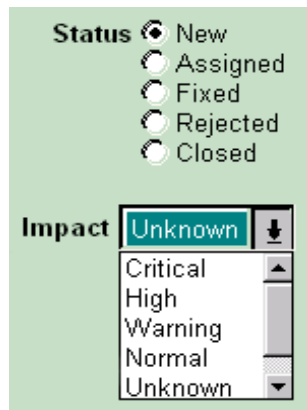 Status New
Assigned
Fixed
Rejected
Closed
Impact Unknown
Critical
High
Warning
Normal
Unknown